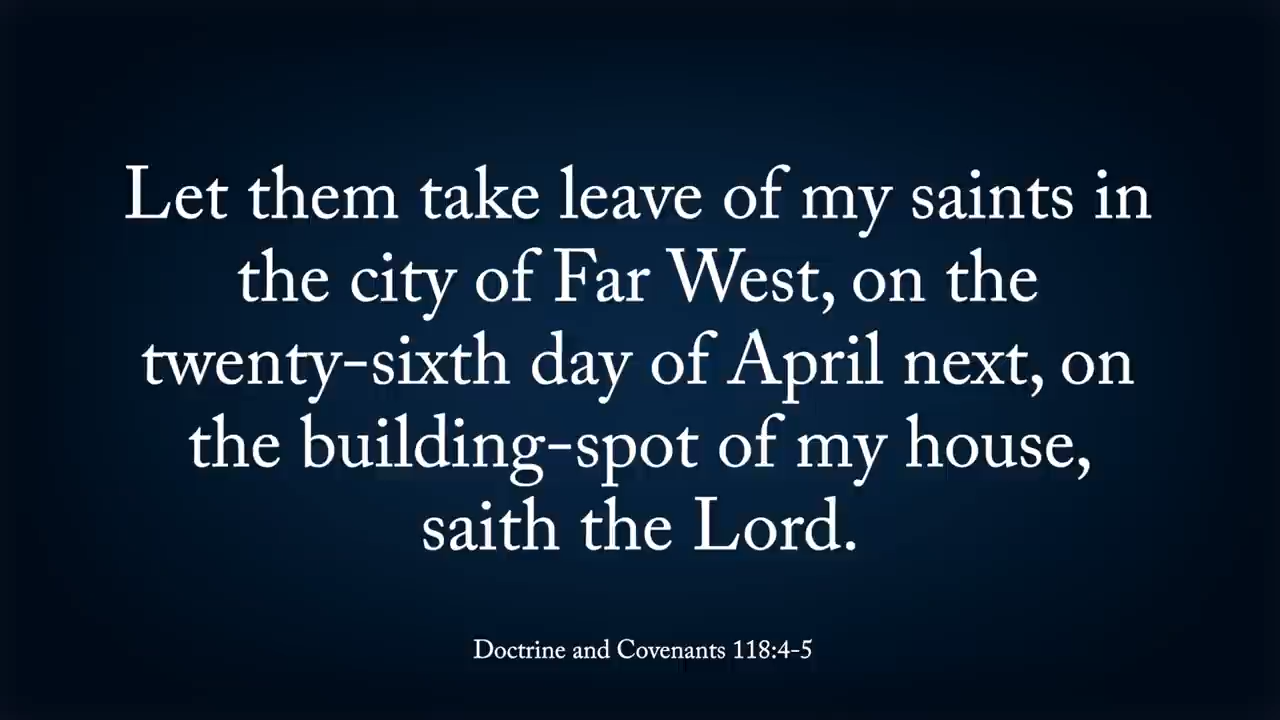 Let them take leave of my saints in
the city of Far West, on the
twenty-sixth day of April next, on
the building-spot of my house,
saith the Lord.
Doctrine and Covenants 118:4-5